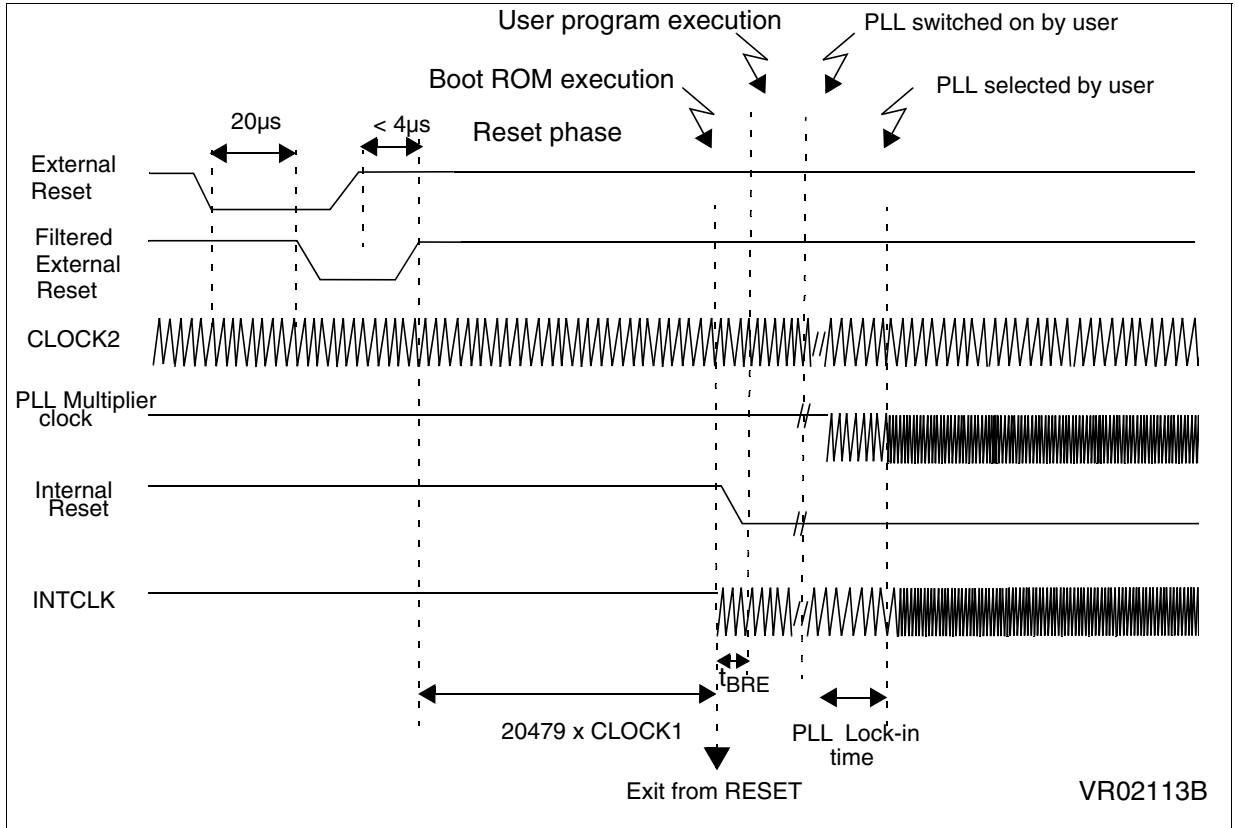 User program execution
PLL switched on by user
Boot ROM execution
PLL selected by user
20µs
< 4µs
Reset phase
External
Reset
Filtered
External
Reset
CLOCK2
PLL Multiplier
clock
Internal
Reset
INTCLK
tBRE
20479 x CLOCK1
PLL Lock-in
time
Exit from RESET
VR02113B